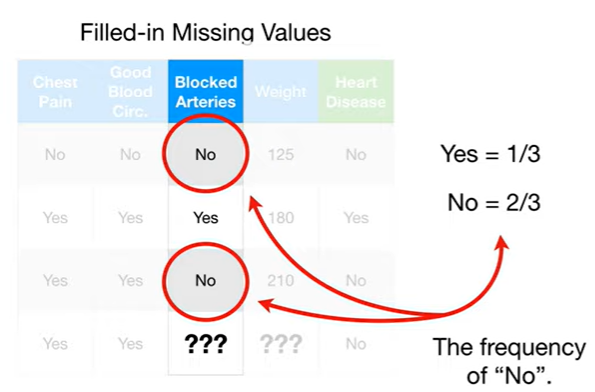 Filled-in Missing Values
Chest Pain Good Blood Circ. Blocked Arteries Weight Heart Disease
No No No 125 No
Yes Yes Yes 180 Yes
Yes Yes No 210 No
Yes Yes ??? ??? No
Yes = 1/3
No = 2/3
The frequency
of “No”.